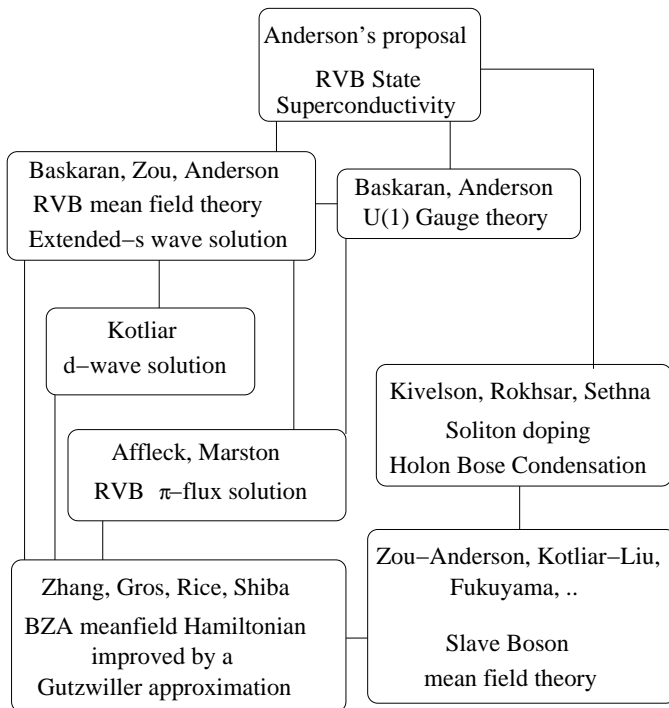 Anderson's proposal
RVB State
Superconductivity
Baskaran, Zou, Anderson
RVB mean field theory
Extended–s wave solution
Baskaran, Anderson
U(1) Gauge theory
Kotliar
d–wave solution
Kivelson, Rokhsar, Sethna
Soliton doping
Holon Bose Condensation
Affleck, Marston
RVB π–flux solution
Zhang, Gros, Rice, Shiba
BZA meanfield Hamiltonian
improved by a
Gutzwiller approximation
Zou–Anderson, Kotliar–Liu,
Fukuyama, ..
Slave Boson
mean field theory